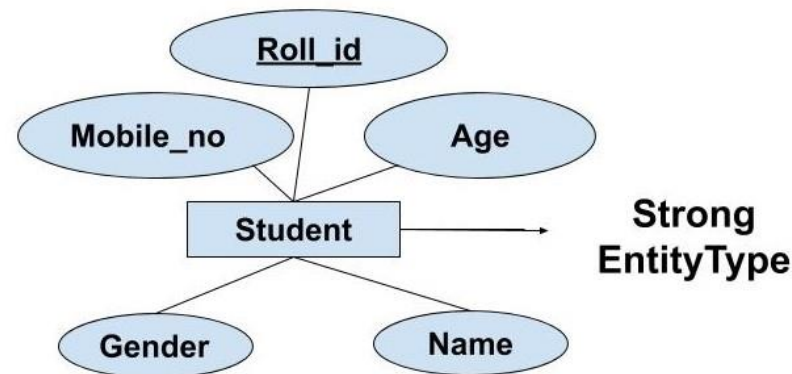 Roll_id
Mobile_no
Age
Student
Strong
EntityType
Gender
Name